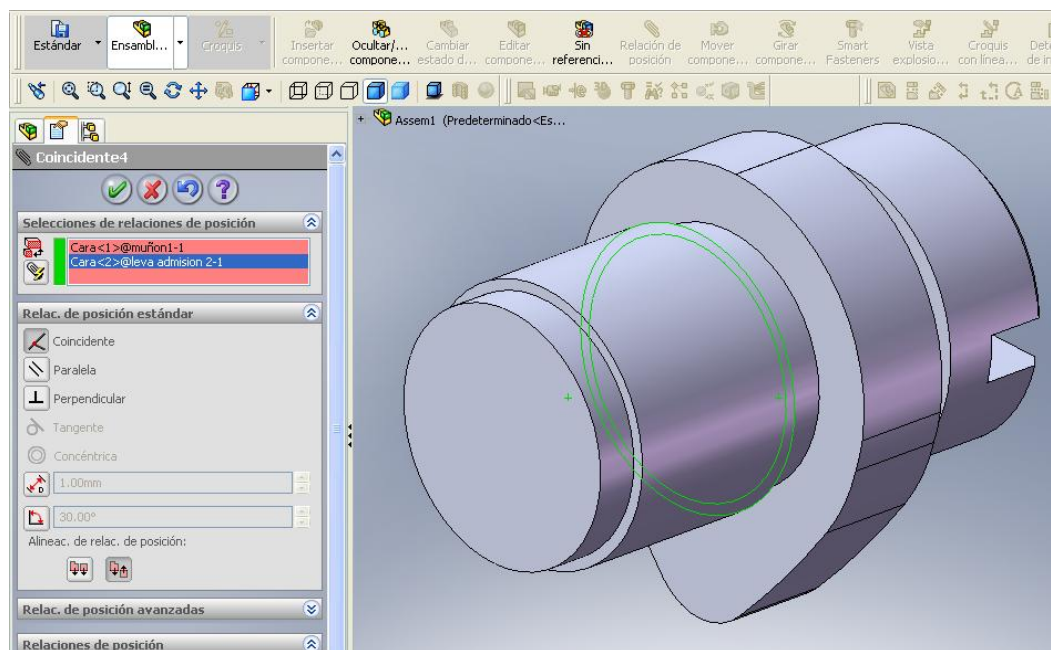 Estándar
Ensambl...
Croquis
Insertar compone...
Ocultar/... compone...
Cambiar estado d...
Editar compone...
Sin referenci...
Relación de posición
Mover compone...
Girar compone...
Smart Fasteners
Vista explosio...
Croquis con línea...
Dete de in
Assem1 (Predeterminado<Es...
Coincidente4
Selecciones de relaciones de posición
Cara<1>@muñon1-1
Cara<2>@leva admision 2-1
Relac. de posición estándar
Coincidente
Paralela
Perpendicular
Tangente
Concéntrica
1.00mm
30.00°
Alineac. de relac. de posición:
Relac. de posición avanzadas
Relaciones de posición